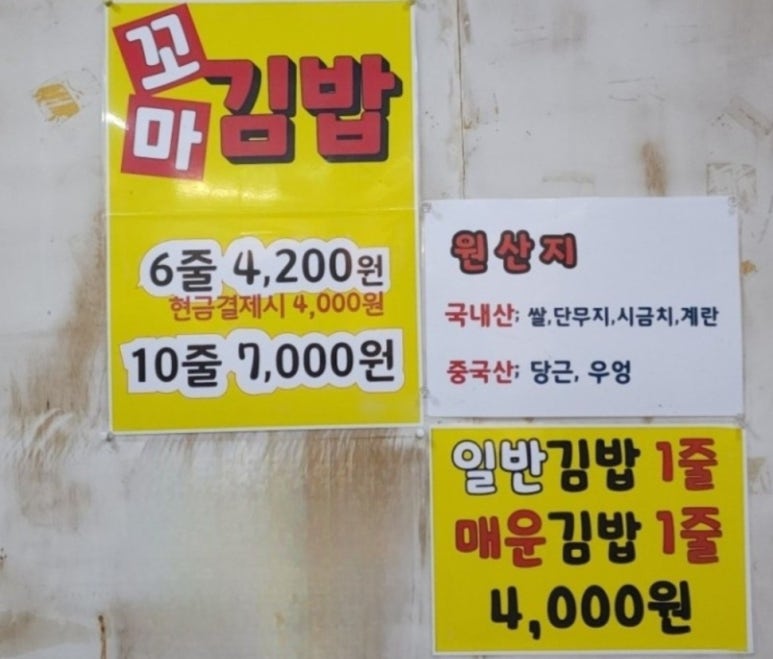 꼬마김밥
6줄 4,200원
현금결제시 4,000원
10줄 7,000원
원산지
국내산; 쌀,단무지,시금치,계란
중국산; 당근, 우엉
일반김밥 1줄
매운김밥 1줄
4,000원